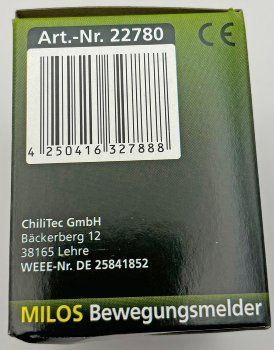 Art.-Nr. 22780 CE
4 250416 327888
ChiliTec GmbH
Bäckerberg 12
38165 Lehre
WEEE-Nr. DE 25841852
MILOS Bewegungsmelder